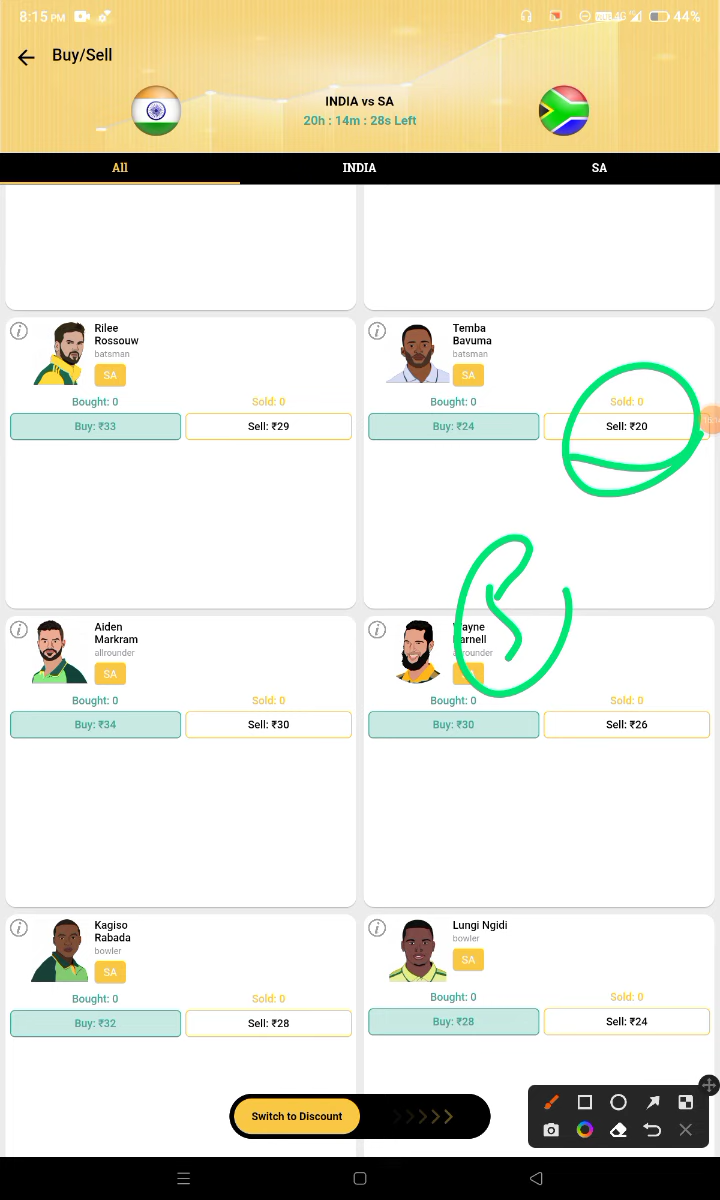 8:15 PM 4G 44%
Buy/Sell
INDIA vs SA
20h : 14m : 28s Left
All INDIA SA
Rilee
Rossouw
batsman
SA
Bought: 0 Sold: 0
Buy: ₹33 Sell: ₹29
Temba
Bavuma
batsman
SA
Bought: 0 Sold: 0
Buy: ₹24 Sell: ₹20
Aiden
Markram
allrounder
SA
Bought: 0 Sold: 0
Buy: ₹34 Sell: ₹30
Wayne
Parnell
allrounder
Bought: 0 Sold: 0
Buy: ₹30 Sell: ₹26
Kagiso
Rabada
bowler
SA
Bought: 0 Sold: 0
Buy: ₹32 Sell: ₹28
Lungi Ngidi
bowler
SA
Bought: 0 Sold: 0
Buy: ₹28 Sell: ₹24
Switch to Discount